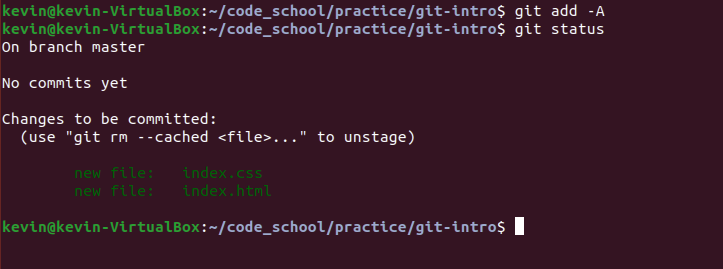 kevin@kevin-VirtualBox:~/code_school/practice/git-intro$ git add -A
kevin@kevin-VirtualBox:~/code_school/practice/git-intro$ git status
On branch master
No commits yet
Changes to be committed:
  (use "git rm --cached <file>..." to unstage)
        new file:   index.css
        new file:   index.html
kevin@kevin-VirtualBox:~/code_school/practice/git-intro$